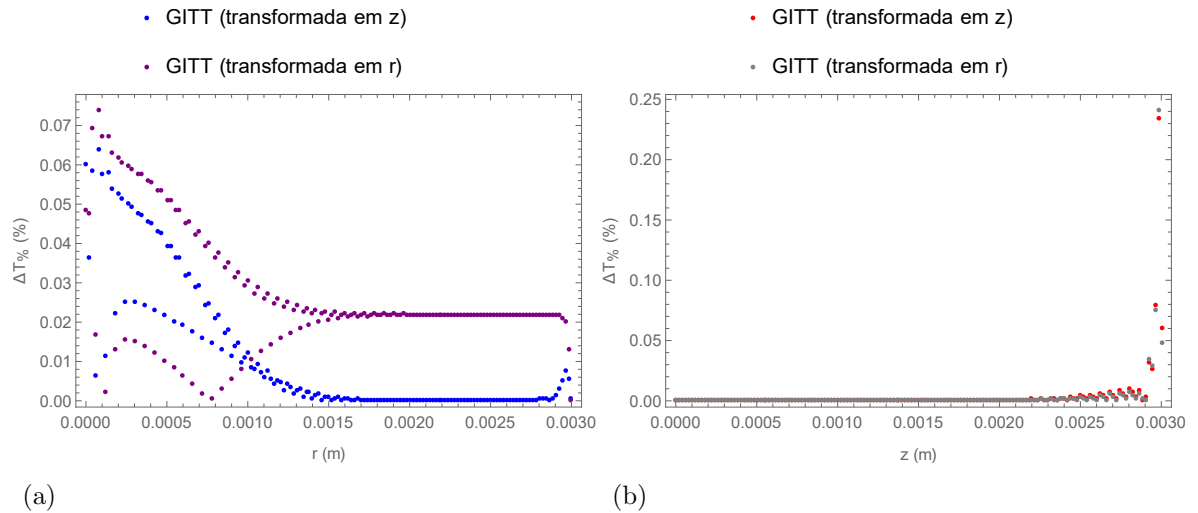 GITT (transformada em z)
GITT (transformada em r)
0.07
0.06
0.05
0.04
0.03
0.02
0.01
0.00
ΔT% (%)
0.0000 0.0005 0.0010 0.0015 0.0020 0.0025 0.0030
r (m)
(a)
GITT (transformada em z)
GITT (transformada em r)
0.25
0.20
0.15
0.10
0.05
0.00
ΔT% (%)
0.0000 0.0005 0.0010 0.0015 0.0020 0.0025 0.0030
z (m)
(b)